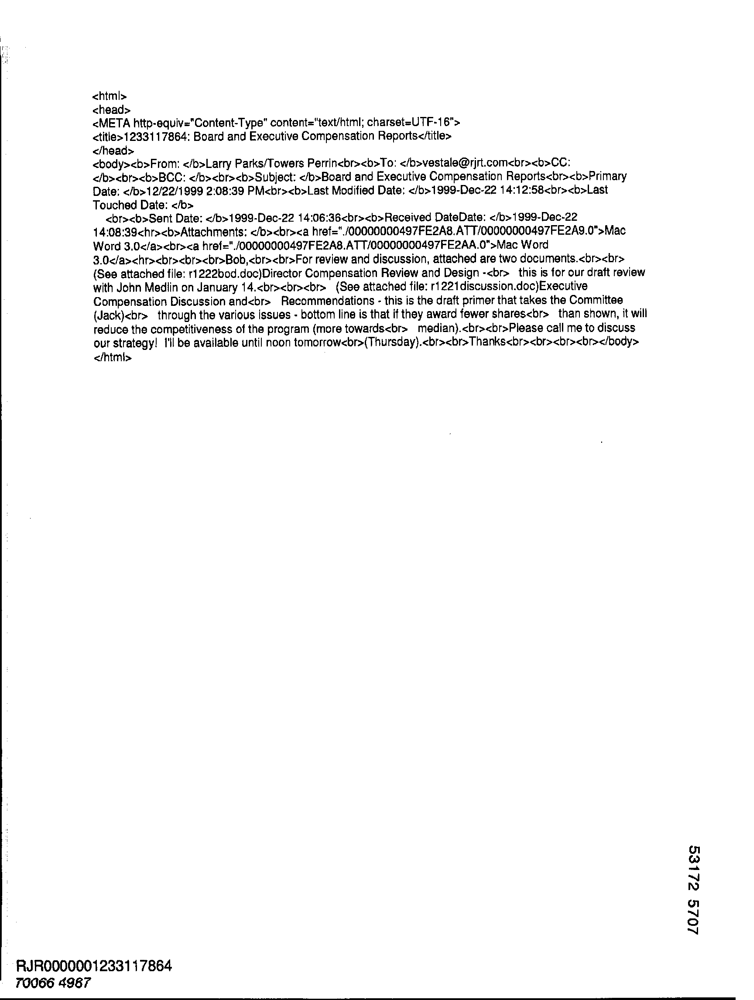 <html>
<head>
<META http-equiv="Content-Type" content="text/html; charset=UTF-16">
<title>1233117864: Board and Executive Compensation Reports</title>
</head>
<body><b>From: </b>Larry Parks/Towers Perrin<br><b>To: </b>vestale@rjrt.com<br><b>CC:
</b><br><b>BCC: </b><br><b>Subject: </b>Board and Executive Compensation Reports<br><b>Primary
Date: </b>12/22/1999 2:08:39 PM<br><b>Last Modified Date: </b>1999-Dec-22 14:12:58<br><b>Last
Touched Date: </b>
<br><b>Sent Date: </b>1999-Dec-22 14:06:36<br><b>Received DateDate: </b>1999-Dec-22
14:08:39<hr><b>Attachments: </b><br><a href="./00000000497FE2A8.ATT/00000000497FE2A9.0">Mac
Word 3.0</a><br><a href="./00000000497FE2A8.ATT/00000000497FE2AA.0">Mac Word
3.0</a><hr><br><br><br>Bob,<br><br>For review and discussion, attached are two documents.<br><br>
(See attached file: r1222bod.doc)Director Compensation Review and Design -<br> this is for our draft review
with John Medlin on January 14.<br><br><br> (See attached file: r1221discussion.doc)Executive
Compensation Discussion and<br> Recommendations - this is the draft primer that takes the Committee
(Jack)<br> through the various issues - bottom line is that if they award fewer shares<br> than shown, it will
reduce the competitiveness of the program (more towards<br> median).<br><br>Please call me to discuss
our strategy! I'll be available until noon tomorrow<br>(Thursday).<br><br>Thanks<br><br><br><br></body>
</html>
53172 5707
RJR0000001233117864
70066 4987